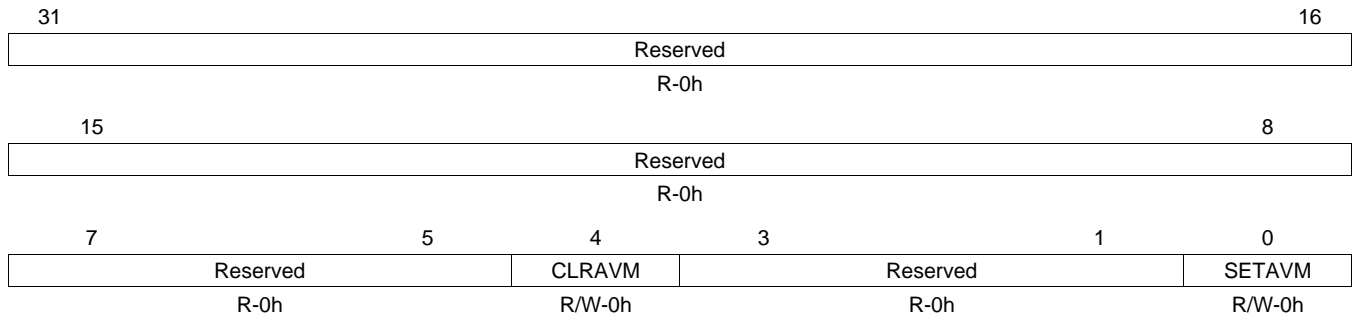 31 16
Reserved
R-0h
15 8
Reserved
R-0h
7 5 4 3 1 0
Reserved CLRAVM Reserved SETAVM
R-0h R/W-0h R-0h R/W-0h